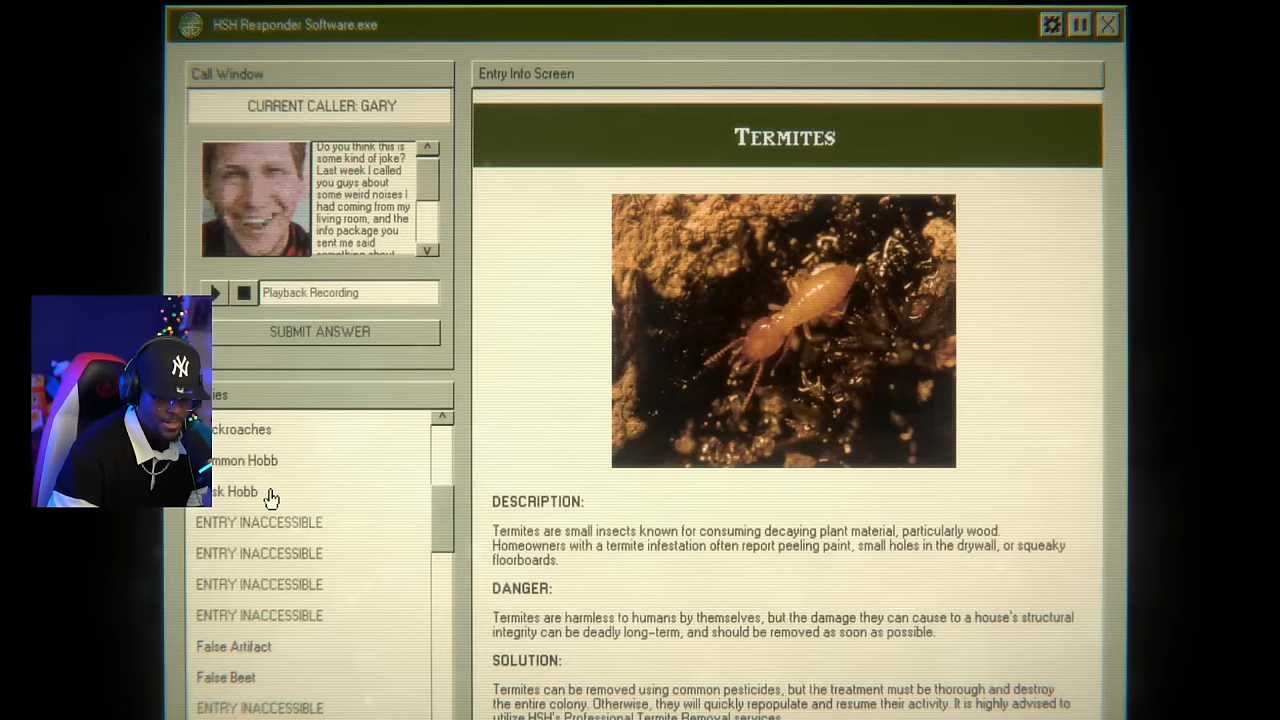 HSH Responder Software.exe
Call Window
CURRENT CALLER: GARY
Do you think this is
some kind of joke?
Last week I called
you guys about
some weird noises I
had coming from my
living room, and the
info package you
sent me said
something about
Playback Recording
SUBMIT ANSWER
ies
ckroaches
mmon Hobb
sk Hobb
ENTRY INACCESSIBLE
ENTRY INACCESSIBLE
ENTRY INACCESSIBLE
ENTRY INACCESSIBLE
False Artifact
False Beet
ENTRY INACCESSIBLE
Entry Info Screen
TERMITES
DESCRIPTION:
Termites are small insects known for consuming decaying plant material, particularly wood.
Homeowners with a termite infestation often report peeling paint, small holes in the drywall, or squeaky
floorboards.
DANGER:
Termites are harmless to humans by themselves, but the damage they can cause to a house's structural
integrity can be deadly long-term, and should be removed as soon as possible.
SOLUTION:
Termites can be removed using common pesticides, but the treatment must be thorough and destroy
the entire colony. Otherwise, they will quickly repopulate and resume their activity. It is highly advised to
utilize HSH's Professional Termite Removal services.
NY